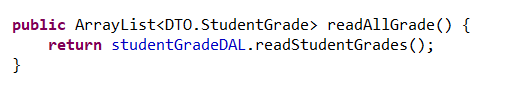 public ArrayList<DTO.StudentGrade> readAllGrade() {
    return studentGradeDAL.readStudentGrades();
}